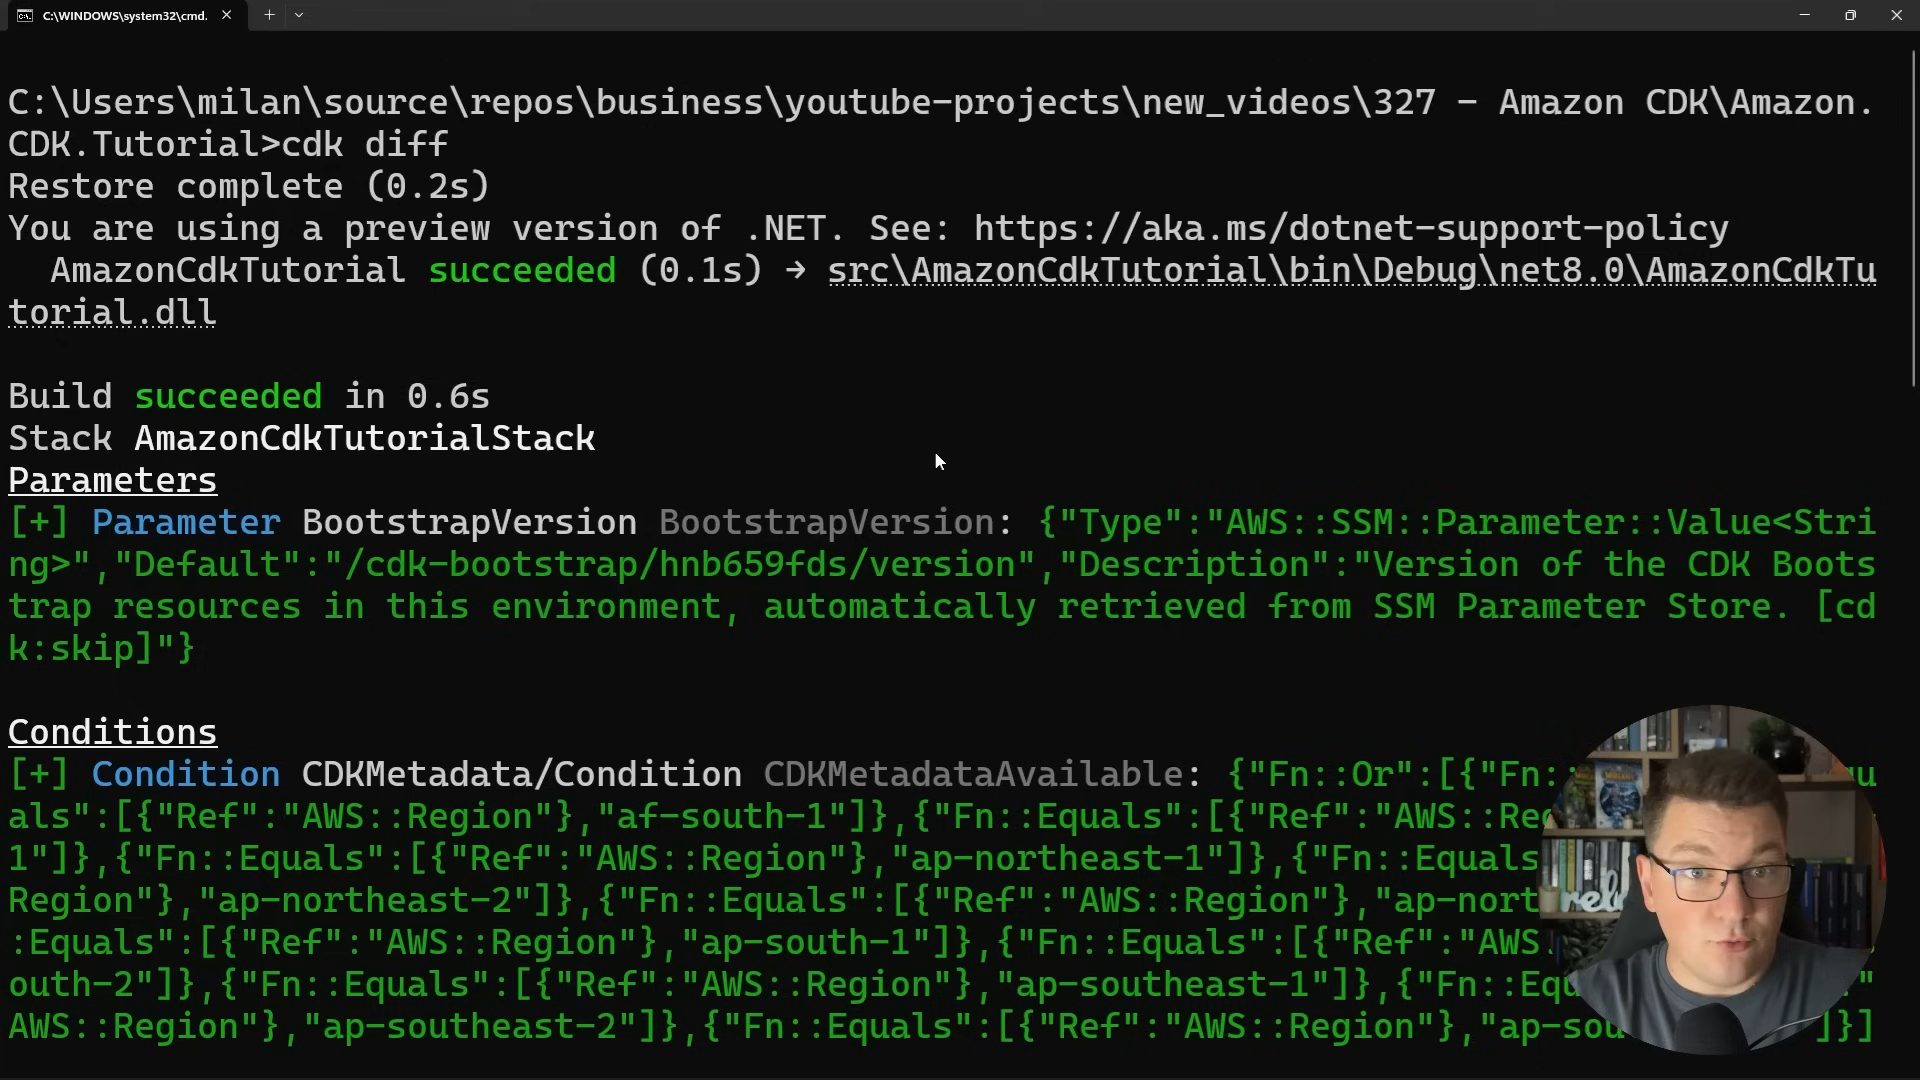 C:\WINDOWS\system32\cmd.
C:\Users\milan\source\repos\business\youtube-projects\new_videos\327 - Amazon CDK\Amazon.
CDK.Tutorial>cdk diff
Restore complete (0.2s)
You are using a preview version of .NET. See: https://aka.ms/dotnet-support-policy
AmazonCdkTutorial succeeded (0.1s) → src\AmazonCdkTutorial\bin\Debug\net8.0\AmazonCdkTu
torial.dll
Build succeeded in 0.6s
Stack AmazonCdkTutorialStack
Parameters
[+] Parameter BootstrapVersion BootstrapVersion: {"Type":"AWS::SSM::Parameter::Value<Stri
ng>","Default":"/cdk-bootstrap/hnb659fds/version","Description":"Version of the CDK Boots
trap resources in this environment, automatically retrieved from SSM Parameter Store. [cd
k:skip]"}
Conditions
[+] Condition CDKMetadata/Condition CDKMetadataAvailable: {"Fn::Or":[{"Fn: u
als":[{"Ref":"AWS::Region"},"af-south-1"]},{"Fn::Equals":[{"Ref":"AWS::Re
1"]},{"Fn::Equals":[{"Ref":"AWS::Region"},"ap-northeast-1"]},{"Fn::Equals
Region"},"ap-northeast-2"]},{"Fn::Equals":[{"Ref":"AWS::Region"},"ap-nort
:Equals":[{"Ref":"AWS::Region"},"ap-south-1"]},{"Fn::Equals":[{"Ref":"AWS
outh-2"]},{"Fn::Equals":[{"Ref":"AWS::Region"},"ap-southeast-1"]},{"Fn::Eq "
AWS::Region"},"ap-southeast-2"]},{"Fn::Equals":[{"Ref":"AWS::Region"},"ap-sou ]}]